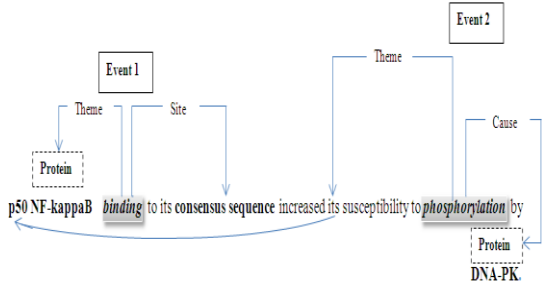 Event 2
Event 1
Theme
Theme
Site
Cause
Protein
p50 NF-kappaB binding to its consensus sequence increased its susceptibility to phosphorylation by
Protein
DNA-PK.